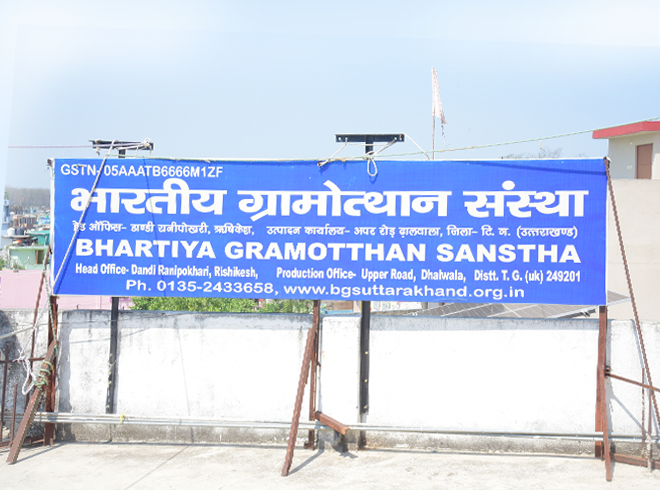 GSTN- 05AAATB6666M1ZF
भारतीय ग्रामोत्थान संस्था
हेड ऑफिस- डाण्डी रानीपोखरी, ऋषिकेश, उत्पादन कार्यालय- अपर रोड़ ढालवाला, जिला- टि. ग. (उत्तराखण्ड)
BHARTIYA GRAMOTTHAN SANSTHA
Head Office- Dandi Ranipokhari, Rishikesh, Production Office- Upper Road, Dhalwala, Distt. T. G. (uk) 249201
Ph. 0135-2433658, www.bgsuttarakhand.org.in